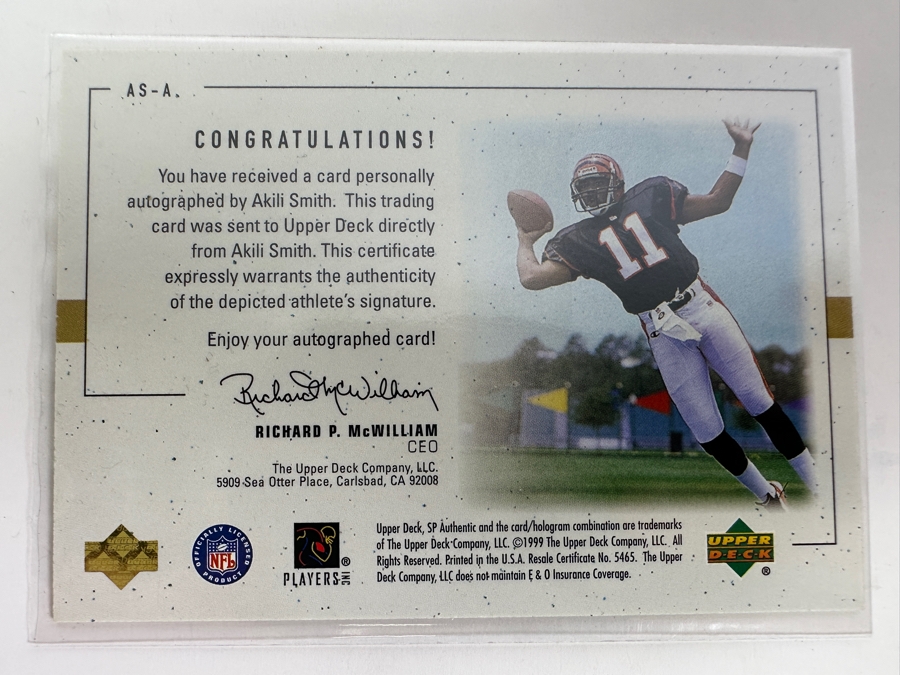 AS-A.
CONGRATULATIONS!
You have received a card personally
autographed by Akili Smith. This trading
card was sent to Upper Deck directly
from Akili Smith. This certificate
expressly warrants the authenticity
of the depicted athlete's signature.
Enjoy your autographed card!
Richard McWilliam
RICHARD P. McWILLIAM
CEO
The Upper Deck Company, LLC.
5909 Sea Otter Place, Carlsbad, CA 92008
11
OFFICIALLY LICENSED
NFL
PRODUCT
®
PLAYERS INC
Upper Deck, SP Authentic and the card/hologram combination are trademarks
of The Upper Deck Company, LLC. ©1999 The Upper Deck Company, LLC. All
Rights Reserved. Printed in the U.S.A. Resale Certificate No. 5465. The Upper
Deck Company, LLC does not maintain E & O Insurance Coverage.
UPPER
DECK
®